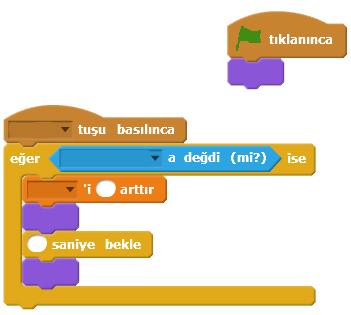 tıklanınca
tuşu basılınca
eğer a değdi (mi?) ise
'i arttır
saniye bekle